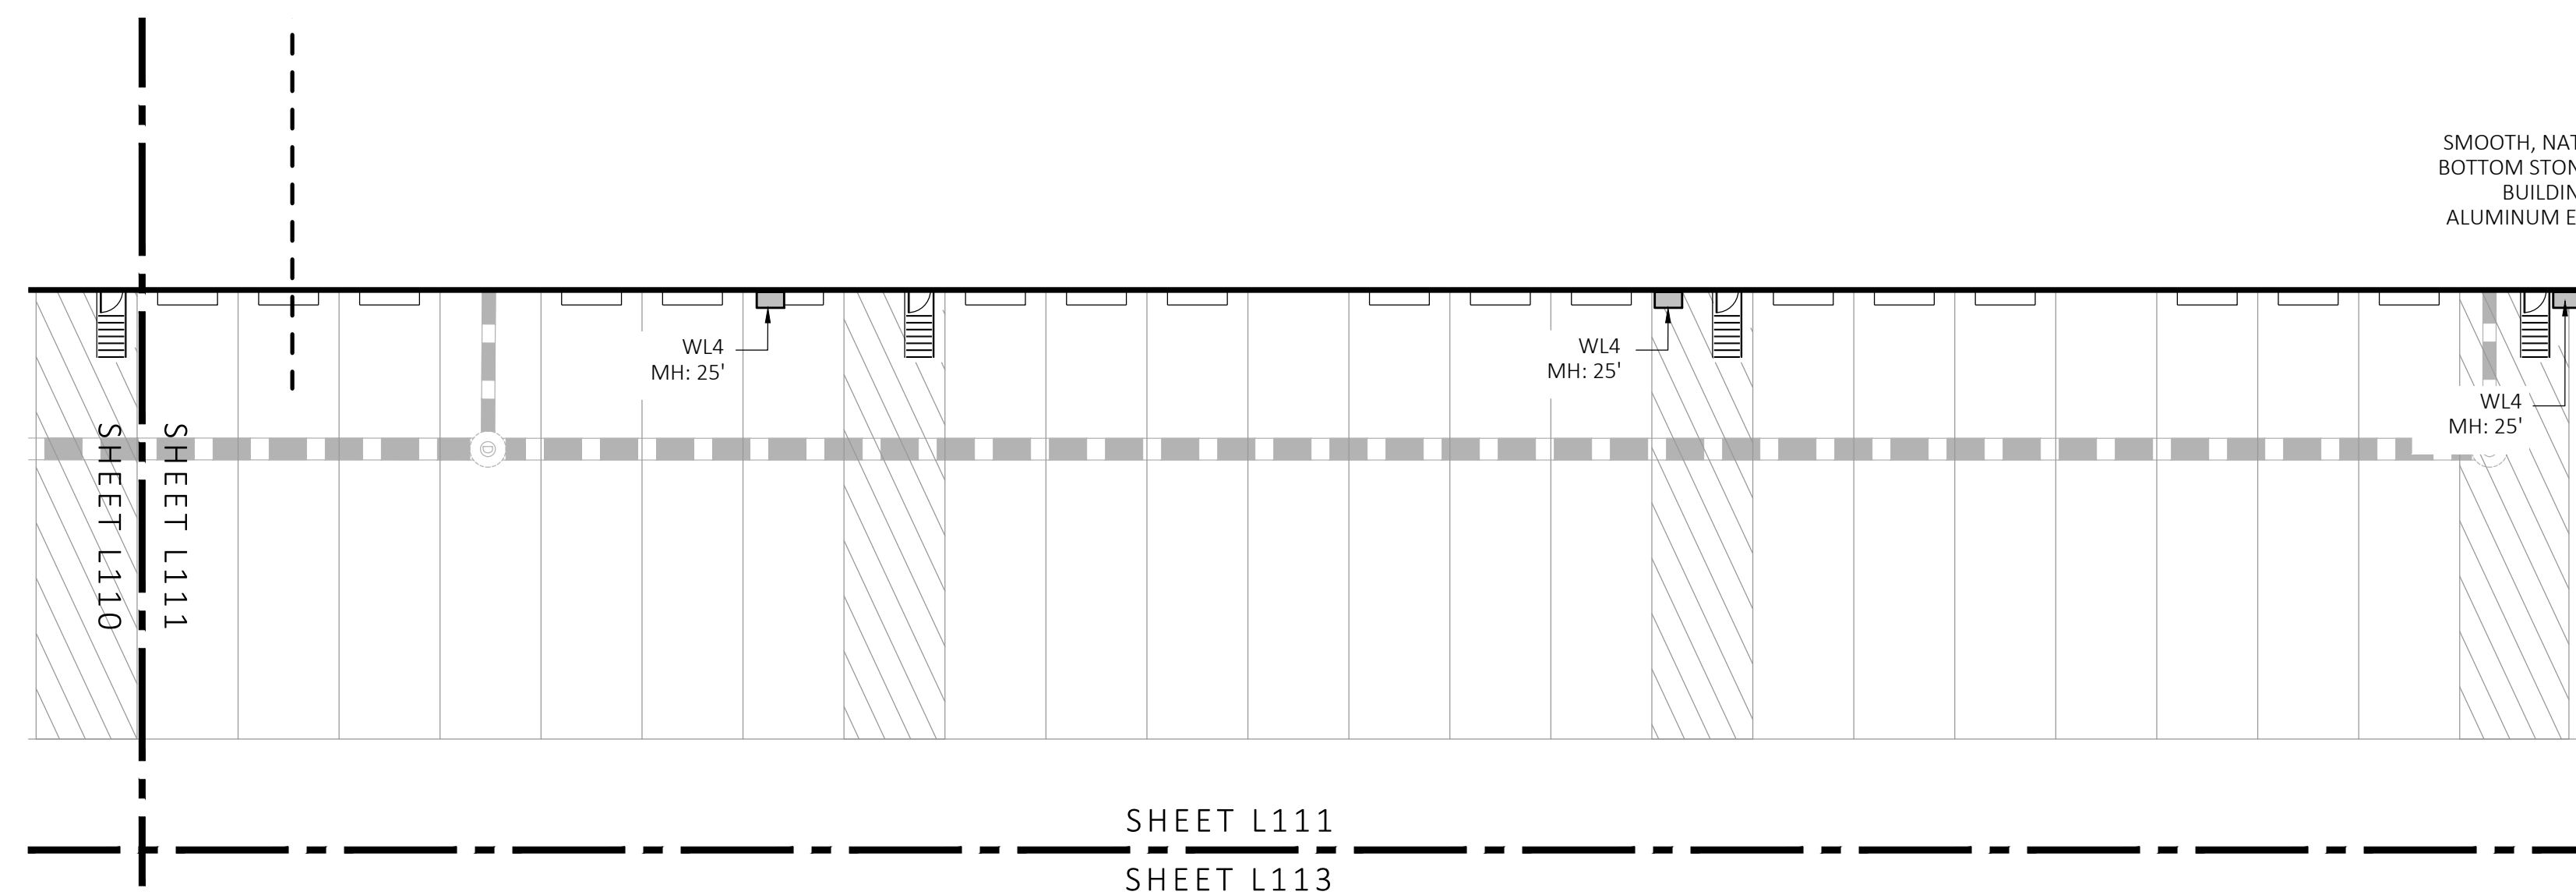 SMOOTH, NAT
BOTTOM STON
BUILDIN
ALUMINUM E
WL4
MH: 25'
WL4
MH: 25'
WL4
MH: 25'
SHEET L110
SHEET L111
SHEET L111
SHEET L113